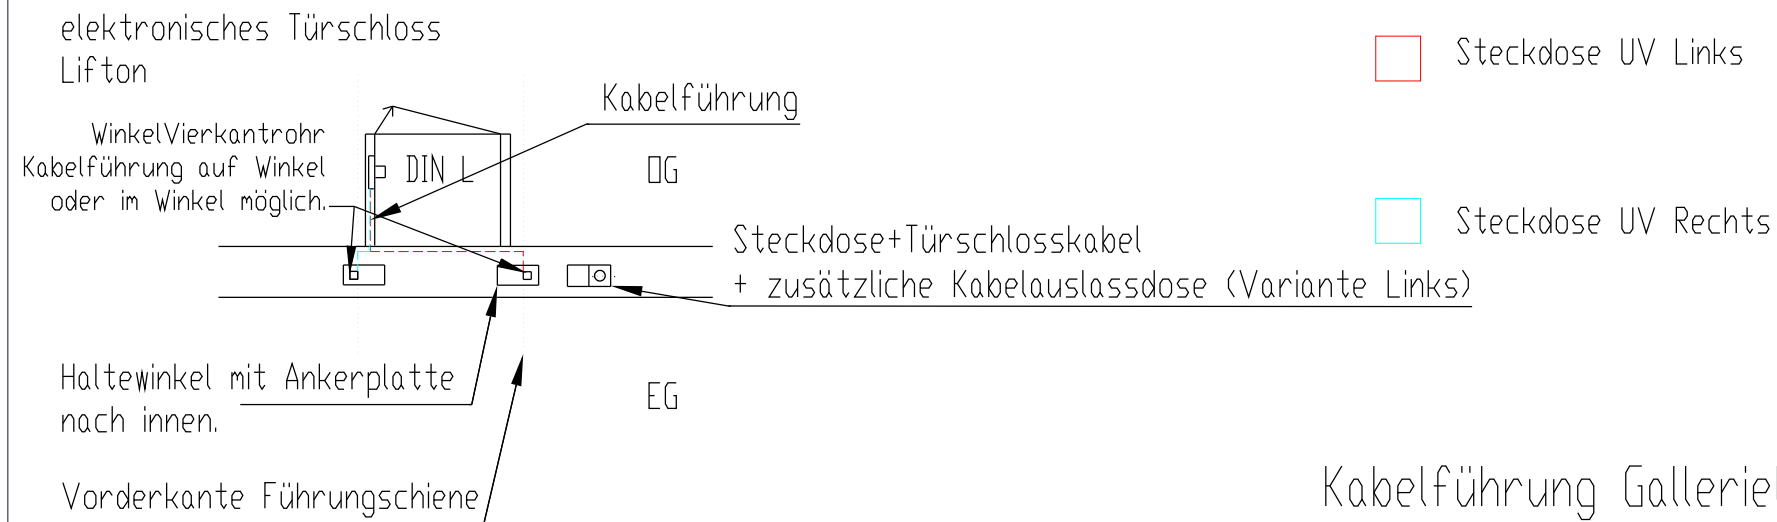 elektronisches Türschloss
Lifton
WinkelVierkantrohr
Kabelführung auf Winkel
oder im Winkel möglich.
Kabelführung
DIN L
OG
Steckdose+Türschlosskabel
+ zusätzliche Kabelauslassdose (Variante Links)
Haltewinkel mit Ankerplatte
nach innen.
EG
Vorderkante Führungschiene
Steckdose UV Links
Steckdose UV Rechts
Kabelführung Gallerie